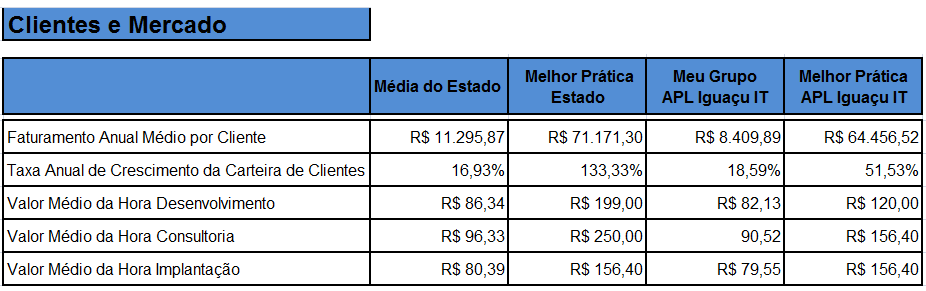 Clientes e Mercado
Média do Estado Melhor Prática Estado Meu Grupo APL Iguaçu IT Melhor Prática APL Iguaçu IT
Faturamento Anual Médio por Cliente R$ 11.295,87 R$ 71.171,30 R$ 8.409,89 R$ 64.456,52
Taxa Anual de Crescimento da Carteira de Clientes 16,93% 133,33% 18,59% 51,53%
Valor Médio da Hora Desenvolvimento R$ 86,34 R$ 199,00 R$ 82,13 R$ 120,00
Valor Médio da Hora Consultoria R$ 96,33 R$ 250,00 90,52 R$ 156,40
Valor Médio da Hora Implantação R$ 80,39 R$ 156,40 R$ 79,55 R$ 156,40